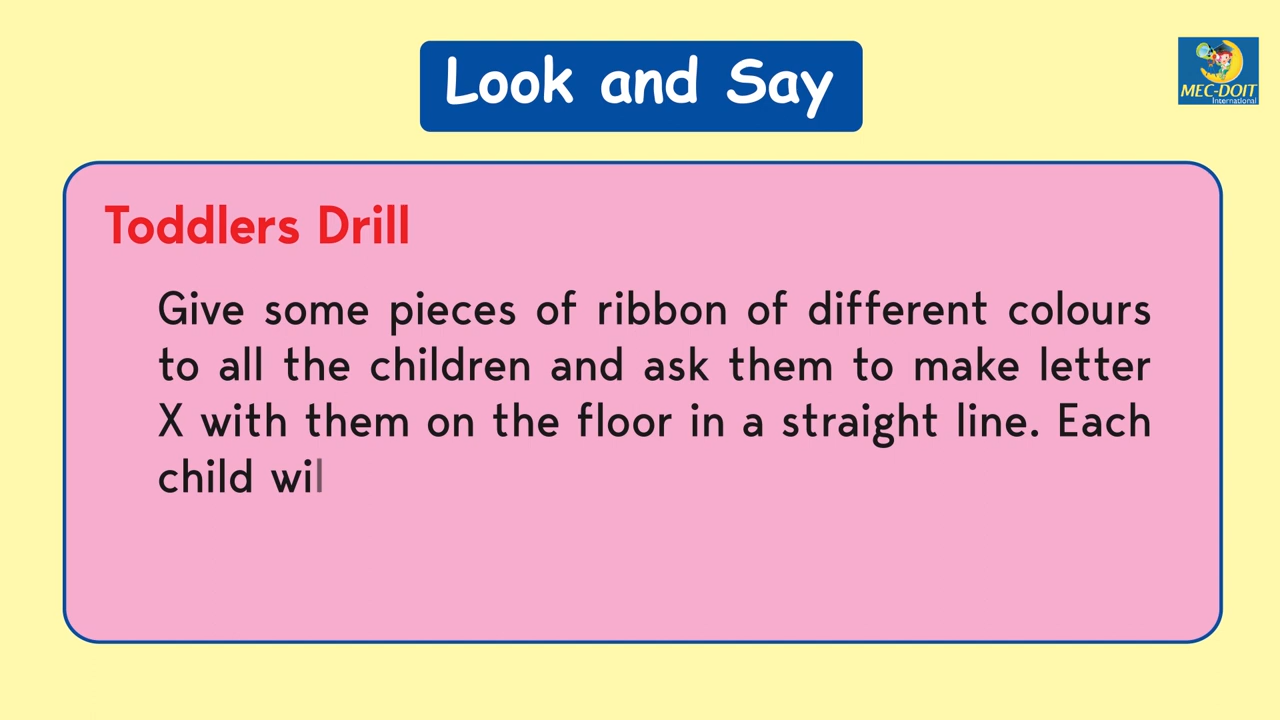 Look and Say
MEC-DOIT
International
Toddlers Drill
Give some pieces of ribbon of different colours
to all the children and ask them to make letter
X with them on the floor in a straight line. Each
child wil